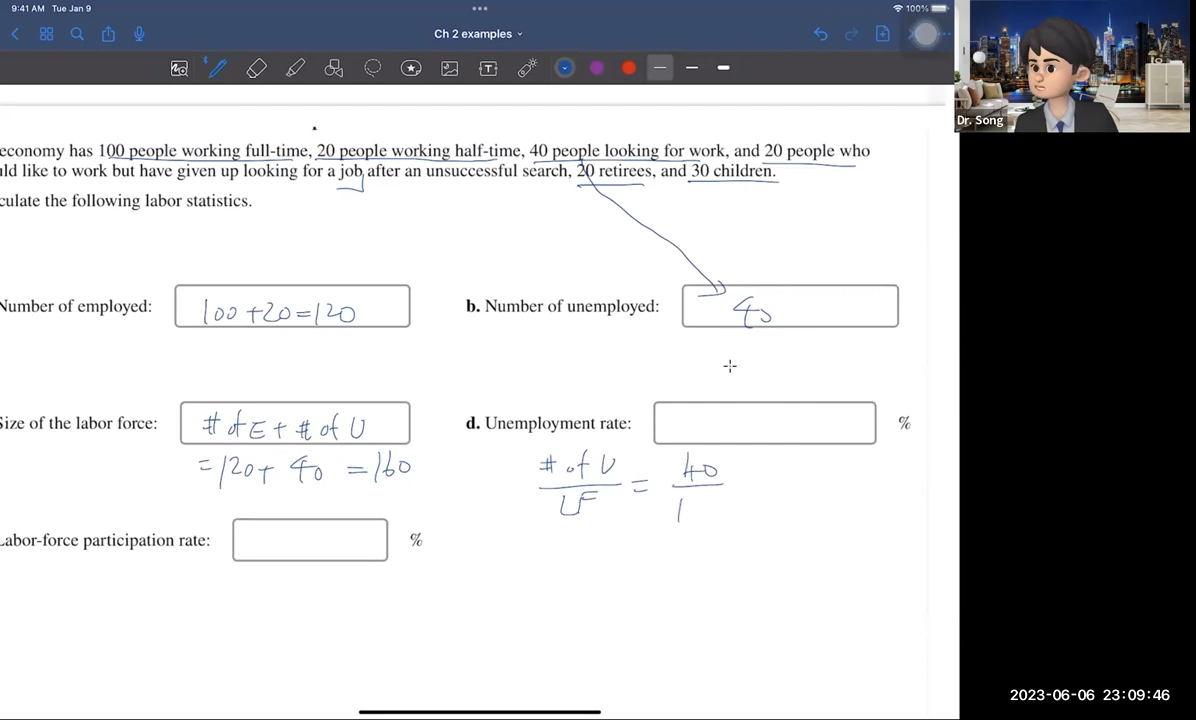 9:41 AM Tue Jan 9
100%
Ch 2 examples
Dr. Song
economy has 100 people working full-time, 20 people working half-time, 40 people looking for work, and 20 people who
ld like to work but have given up looking for a job after an unsuccessful search, 20 retirees, and 30 children.
culate the following labor statistics.
Number of employed: 100+20=120
b. Number of unemployed: 40
Size of the labor force: # of E + # of U
=120+ 40 =160
d. Unemployment rate: %
# of U = 40
LF 1
Labor-force participation rate: %
2023-06-06 23:09:46